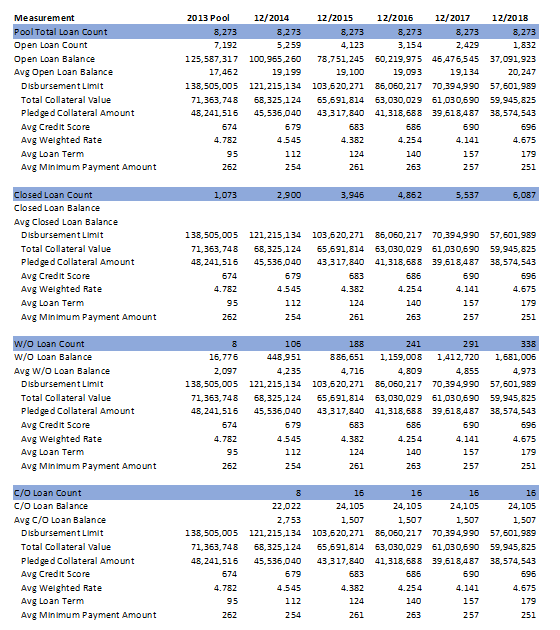 Measurement 2013 Pool 12/2014 12/2015 12/2016 12/2017 12/2018
Pool Total Loan Count 8,273 8,273 8,273 8,273 8,273 8,273
Open Loan Count 7,192 5,259 4,123 3,154 2,429 1,832
Open Loan Balance 125,587,317 100,965,260 78,751,245 60,219,975 46,476,545 37,091,923
Avg Open Loan Balance 17,462 19,199 19,100 19,093 19,134 20,247
Disbursement Limit 138,505,005 121,215,134 103,620,271 86,060,217 70,394,990 57,601,989
Total Collateral Value 71,363,748 68,325,124 65,691,814 63,030,029 61,030,690 59,945,825
Pledged Collateral Amount 48,241,516 45,536,040 43,317,840 41,318,688 39,618,487 38,574,543
Avg Credit Score 674 679 683 686 690 696
Avg Weighted Rate 4.782 4.545 4.382 4.254 4.141 4.675
Avg Loan Term 95 112 124 140 157 179
Avg Minimum Payment Amount 262 254 261 263 257 251
Closed Loan Count 1,073 2,900 3,946 4,862 5,537 6,087
Closed Loan Balance
Avg Closed Loan Balance
Disbursement Limit 138,505,005 121,215,134 103,620,271 86,060,217 70,394,990 57,601,989
Total Collateral Value 71,363,748 68,325,124 65,691,814 63,030,029 61,030,690 59,945,825
Pledged Collateral Amount 48,241,516 45,536,040 43,317,840 41,318,688 39,618,487 38,574,543
Avg Credit Score 674 679 683 686 690 696
Avg Weighted Rate 4.782 4.545 4.382 4.254 4.141 4.675
Avg Loan Term 95 112 124 140 157 179
Avg Minimum Payment Amount 262 254 261 263 257 251
W/O Loan Count 8 106 188 241 291 338
W/O Loan Balance 16,776 448,951 886,651 1,159,008 1,412,720 1,681,006
Avg W/O Loan Balance 2,097 4,235 4,716 4,809 4,855 4,973
Disbursement Limit 138,505,005 121,215,134 103,620,271 86,060,217 70,394,990 57,601,989
Total Collateral Value 71,363,748 68,325,124 65,691,814 63,030,029 61,030,690 59,945,825
Pledged Collateral Amount 48,241,516 45,536,040 43,317,840 41,318,688 39,618,487 38,574,543
Avg Credit Score 674 679 683 686 690 696
Avg Weighted Rate 4.782 4.545 4.382 4.254 4.141 4.675
Avg Loan Term 95 112 124 140 157 179
Avg Minimum Payment Amount 262 254 261 263 257 251
C/O Loan Count 8 16 16 16 16
C/O Loan Balance 22,022 24,105 24,105 24,105 24,105
Avg C/O Loan Balance 2,753 1,507 1,507 1,507 1,507
Disbursement Limit 138,505,005 121,215,134 103,620,271 86,060,217 70,394,990 57,601,989
Total Collateral Value 71,363,748 68,325,124 65,691,814 63,030,029 61,030,690 59,945,825
Pledged Collateral Amount 48,241,516 45,536,040 43,317,840 41,318,688 39,618,487 38,574,543
Avg Credit Score 674 679 683 686 690 696
Avg Weighted Rate 4.782 4.545 4.382 4.254 4.141 4.675
Avg Loan Term 95 112 124 140 157 179
Avg Minimum Payment Amount 262 254 261 263 257 251